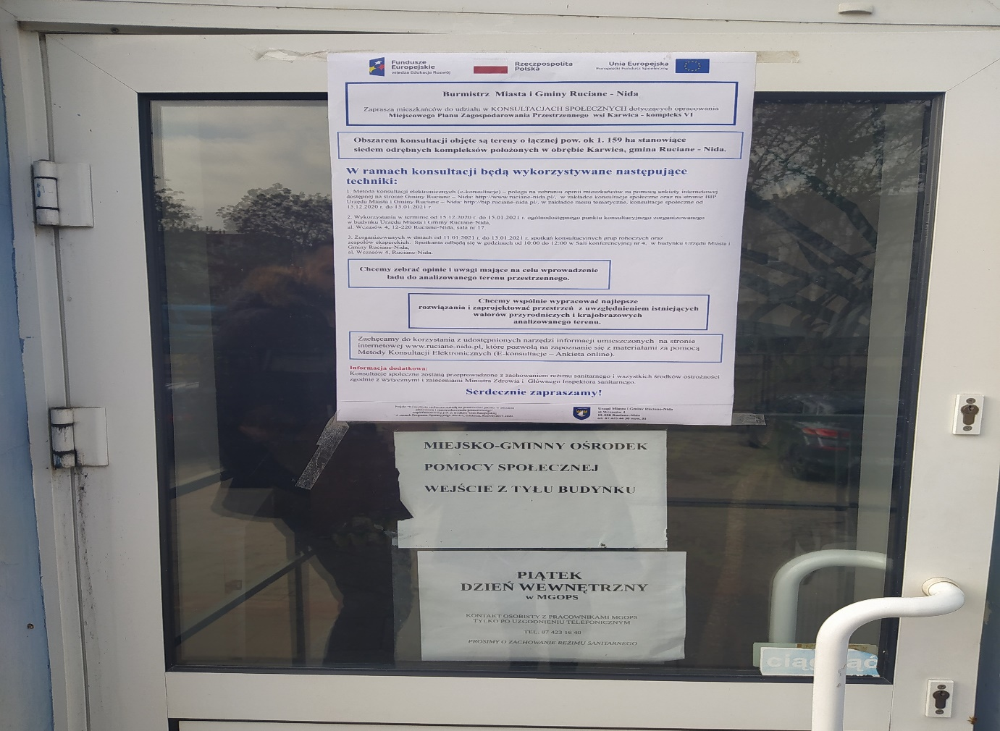 Fundusze
Europejskie
Wiedza Edukacja Rozwój
Rzeczpospolita
Polska
Unia Europejska
Europejski Fundusz Społeczny
Burmistrz Miasta i Gminy Ruciane - Nida
Zaprasza mieszkańców do udziału w KONSULTACJACH SPOŁECZNYCH dotyczących opracowania
Miejscowego Planu Zagospodarowania Przestrzennego wsi Karwica - kompleks VI
Obszarem konsultacji objęte są tereny o łącznej pow. ok 1. 159 ha stanowiące
siedem odrębnych kompleksów położonych w obrębie Karwica, gmina Ruciane - Nida.
W ramach konsultacji będą wykorzystywane następujące
techniki:
1. Metoda konsultacji elektronicznych (e-konsultacje) – polega na zebraniu opinii mieszkańców za pomocą ankiety internetowej
dostępnej na stronie Gminy Ruciane – Nida: http://www.ruciane-nida.pl/, w zakładce konsultacje społeczne oraz na stronie BIP
Urzędu Miasta i Gminy Ruciane – Nida: http://bip.ruciane-nida.pl/, w zakładce menu tematyczne, konsultacje społeczne od
15.12.2020 r. do 15.01.2021 r.
2. Wykorzystania w terminie od 15.12.2020 r. do 15.01.2021 r. ogólnodostępnego punktu konsultacyjnego zorganizowanego
w budynku Urzędu Miasta i Gminy Ruciane-Nida,
al. Wczasów 4, 12-220 Ruciane-Nida, sala nr 17.
3. Zorganizowanych w dniach od 11.01.2021 r. do 13.01.2021 r. spotkań konsultacyjnych grup roboczych oraz
zespołów eksperckich. Spotkania odbędą się w godzinach od 10:00 do 12:00 w Sali konferencyjnej nr 4, w budynku Urzędu Miasta i
Gminy Ruciane-Nida,
al. Wczasów 4, Ruciane-Nida.
Chcemy zebrać opinie i uwagi mające na celu wprowadzenie
ładu do analizowanego terenu przestrzennego.
Chcemy wspólnie wypracować najlepsze
rozwiązania i zaprojektować przestrzeń z uwzględnieniem istniejących
walorów przyrodniczych i krajobrazowych
analizowanego terenu.
Zachęcamy do korzystania z udostępnionych narzędzi informacji umieszczonych na stronie
internetowej www.ruciane-nida.pl, które pozwolą na zapoznanie się z materiałami za pomocą
Metody Konsultacji Elektronicznych (E-konsultacje – Ankieta online).
Informacja dodatkowa:
Konsultacje społeczne zostaną przeprowadzone z zachowaniem reżimu sanitarnego i wszystkich środków ostrożności
zgodnie z wytycznymi i zaleceniami Ministra Zdrowia i Głównego Inspektora sanitarnego.
Serdecznie zapraszamy!
Urząd Miasta i Gminy Ruciane-Nida
al. Wczasów 4
12-220 Ruciane-Nida
MIEJSKO-GMINNY OŚRODEK
POMOCY SPOŁECZNEJ
WEJŚCIE Z TYŁU BUDYNKU
PIĄTEK
DZIEŃ WEWNĘTRZNY
w MGOPS
KONTAKT OSOBISTY Z PRACOWNIKAMI MGOPS
TYLKO PO UZGODNIENIU TELEFONICZNYM
TEL. 87 423 16 40
PROSIMY O ZACHOWANIE REŻIMU SANITARNEGO